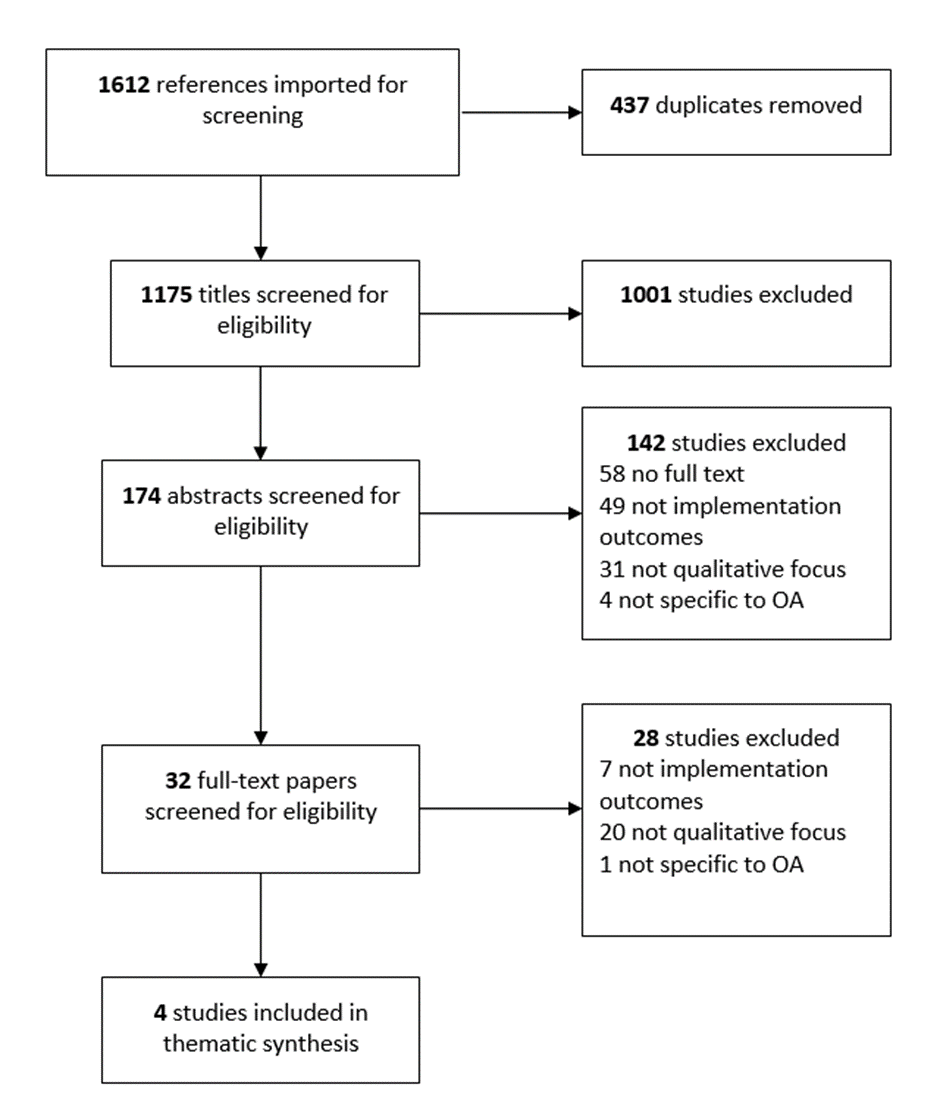 1612 references imported for
screening
437 duplicates removed
1175 titles screened for
eligibility
1001 studies excluded
174 abstracts screened for
eligibility
142 studies excluded
58 no full text
49 not implementation
outcomes
31 not qualitative focus
4 not specific to OA
32 full-text papers
screened for eligibility
28 studies excluded
7 not implementation
outcomes
20 not qualitative focus
1 not specific to OA
4 studies included in
thematic synthesis